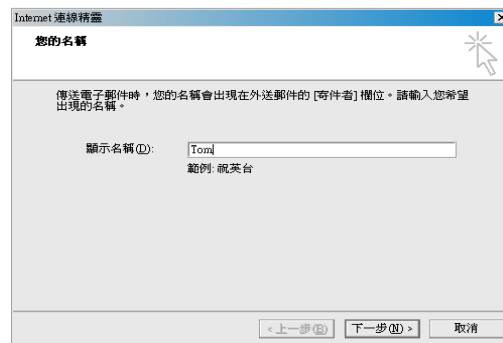 Internet 連線精靈
您的名稱
傳送電子郵件時，您的名稱會出現在外送郵件的 [寄件者] 欄位。請輸入您希望
出現的名稱。
顯示名稱(D): Tom
範例: 祝英台
<上一步(B) 下一步(N)> 取消